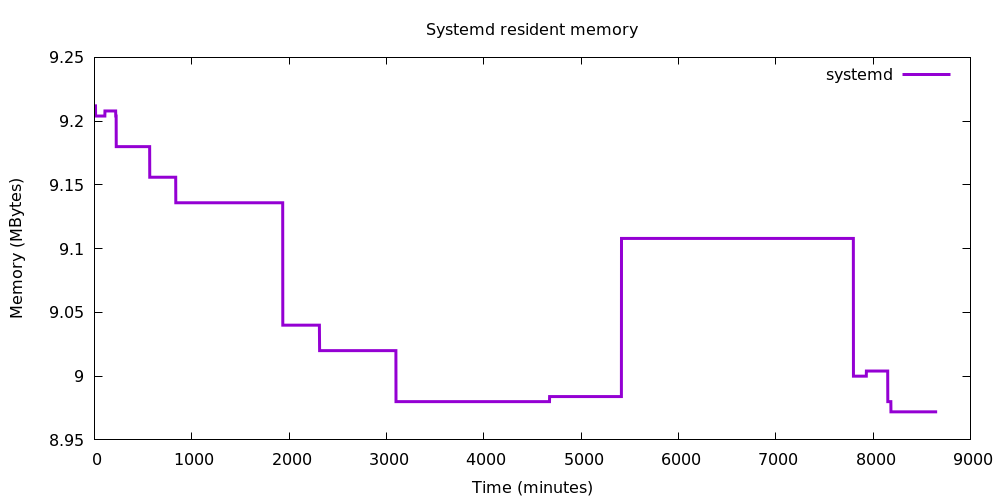 Systemd resident memory
systemd
Memory (MBytes)
9.25
9.2
9.15
9.1
9.05
9
8.95
0 1000 2000 3000 4000 5000 6000 7000 8000 9000
Time (minutes)